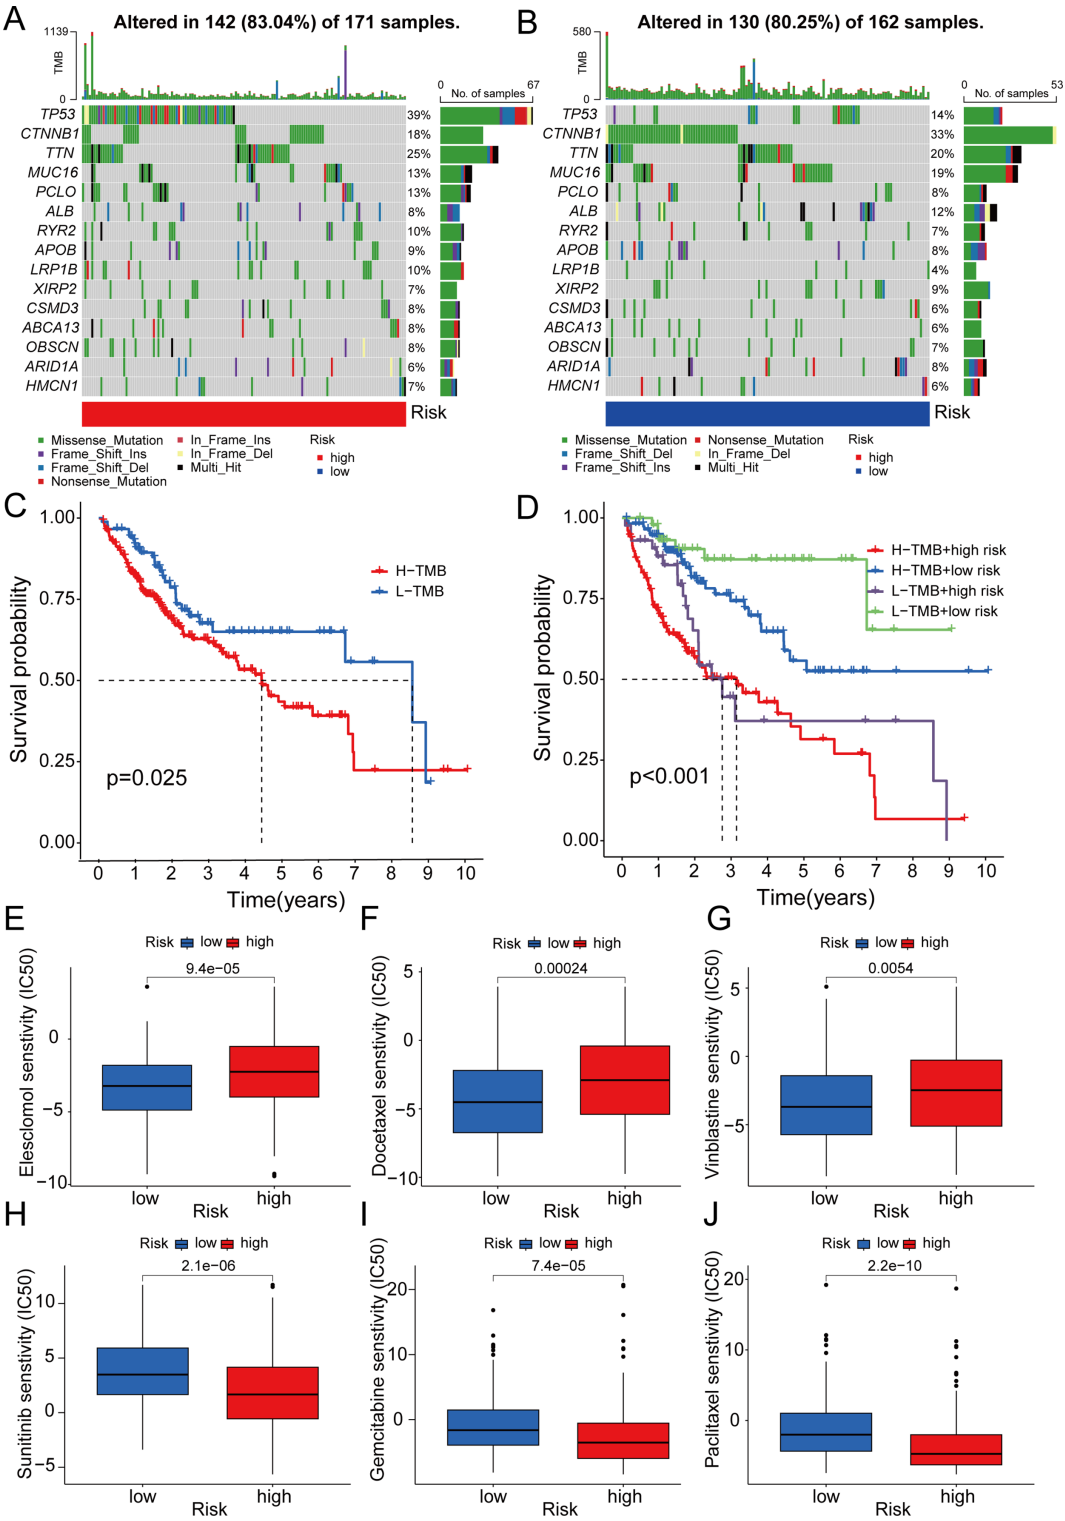 A
Altered in 142 (83.04%) of 171 samples.
1139
TMB
0
0
67
No. of samples
TP53 39%
CTNNB1 18%
TTN 25%
MUC16 13%
PCLO 13%
ALB 8%
RYR2 10%
APOB 9%
LRP1B 10%
XIRP2 7%
CSMD3 8%
ABCA13 8%
OBSCN 8%
ARID1A 6%
HMCN1 7%
Risk
Missense_Mutation
Frame_Shift_Ins
Frame_Shift_Del
Nonsense_Mutation
In_Frame_Ins
In_Frame_Del
Multi_Hit
Risk
high
low
B
Altered in 130 (80.25%) of 162 samples.
580
TMB
0
0
53
No. of samples
TP53 14%
CTNNB1 33%
TTN 20%
MUC16 19%
PCLO 8%
ALB 12%
RYR2 7%
APOB 8%
LRP1B 4%
XIRP2 9%
CSMD3 6%
ABCA13 6%
OBSCN 7%
ARID1A 8%
HMCN1 6%
Risk
Missense_Mutation
Frame_Shift_Del
Frame_Shift_Ins
Nonsense_Mutation
In_Frame_Del
Multi_Hit
Risk
high
low
C
Survival probability
1.00
0.75
0.50
0.25
0.00
H−TMB
L−TMB
p=0.025
0 1 2 3 4 5 6 7 8 9 10
Time(years)
D
Survival probability
1.00
0.75
0.50
0.25
0.00
H−TMB+high risk
H−TMB+low risk
L−TMB+high risk
L−TMB+low risk
p<0.001
0 1 2 3 4 5 6 7 8 9 10
Time(years)
E
Risk low high
9.4e−05
Elesclomol senstivity (IC50)
0
−5
−10
low high
Risk
F
Risk low high
0.00024
Docetaxel senstivity (IC50)
5
0
−5
−10
low high
Risk
G
Risk low high
0.0054
Vinblastine senstivity (IC50)
5
0
−5
low high
Risk
H
Risk low high
2.1e−06
Sunitinib senstivity (IC50)
10
5
0
−5
low high
Risk
I
Risk low high
7.4e−05
Gemcitabine senstivity (IC50)
20
10
0
low high
Risk
J
Risk low high
2.2e−10
Paclitaxel senstivity (IC50)
20
10
0
low high
Risk